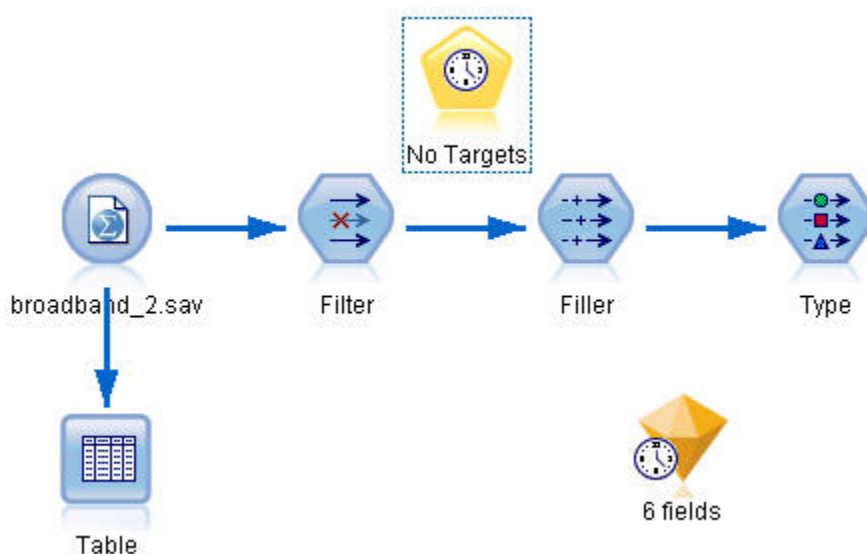 No Targets
broadband_2.sav
Filter
Filler
Type
6 fields
Table